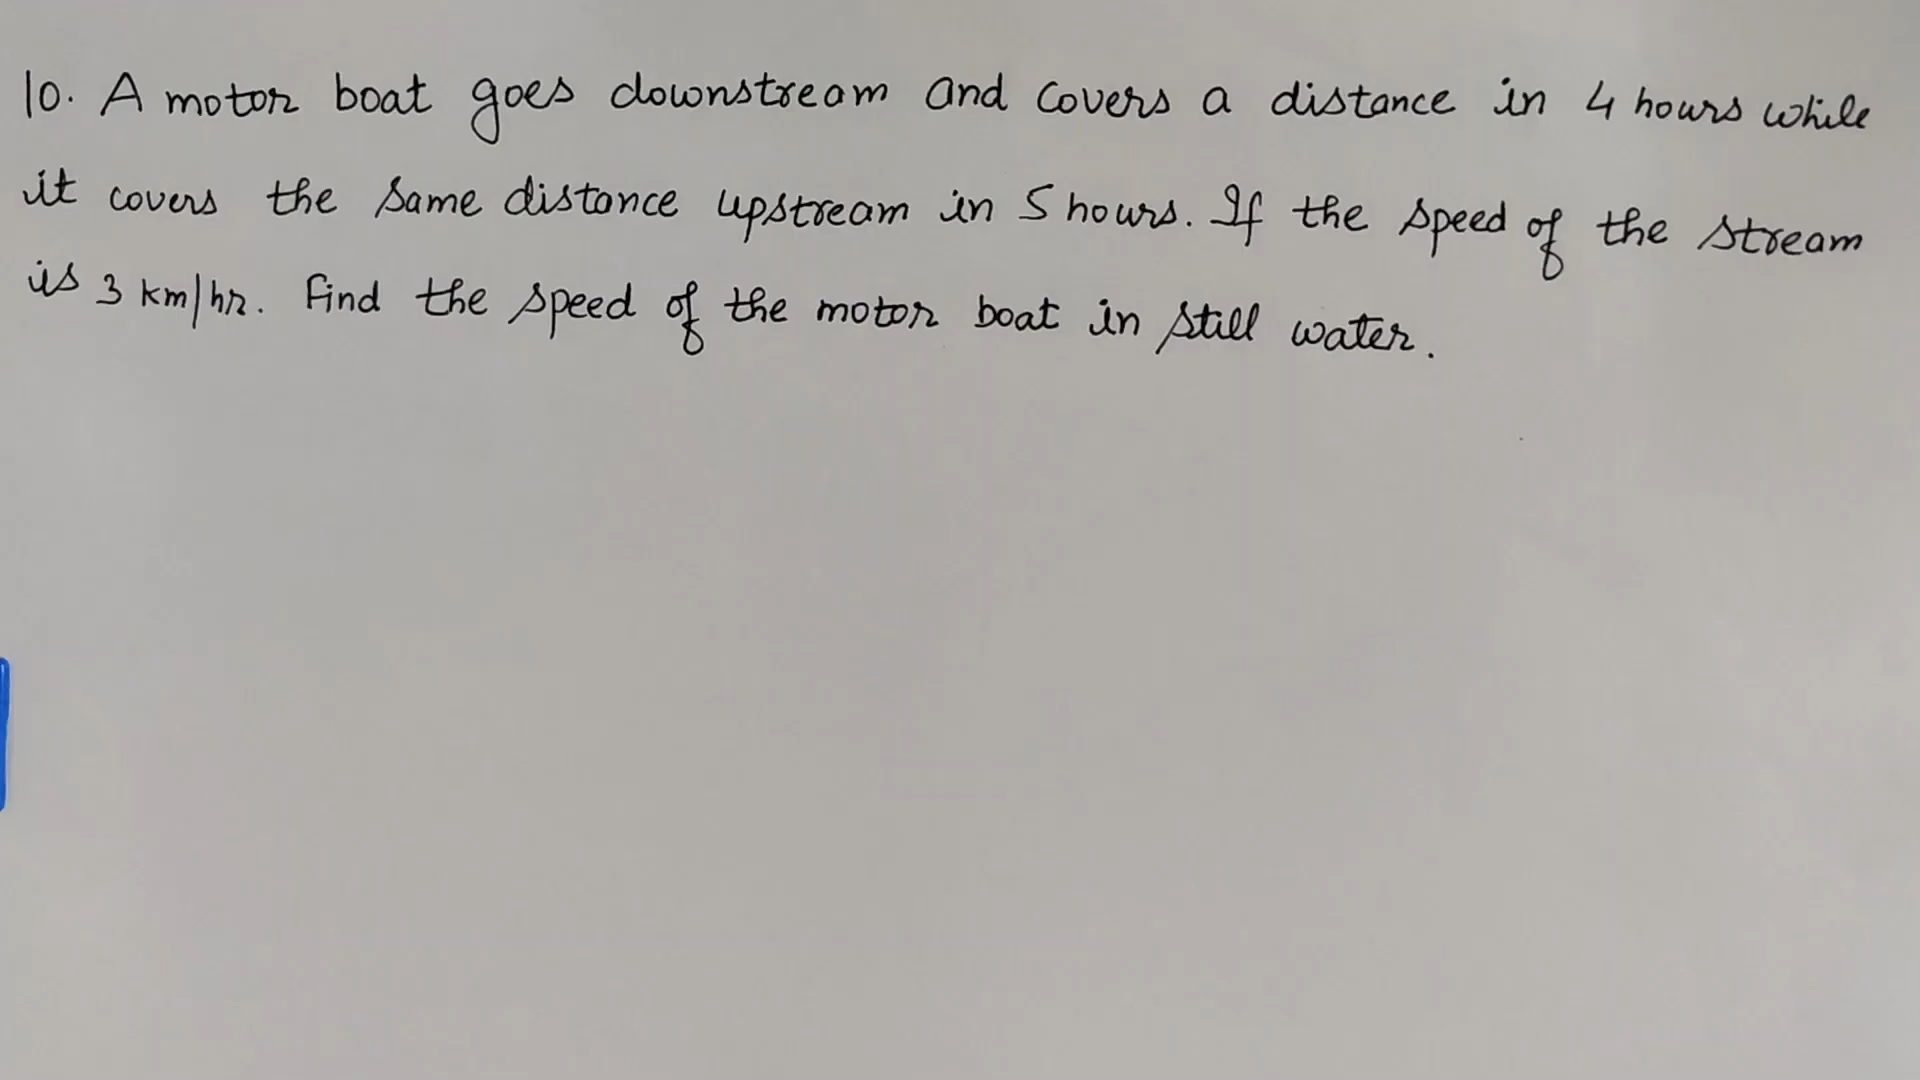 10. A motor boat goes downstream and covers a distance in 4 hours while
it covers the same distance upstream in 5 hours. If the speed of the stream
is 3 km/hr. Find the speed of the motor boat in still water.